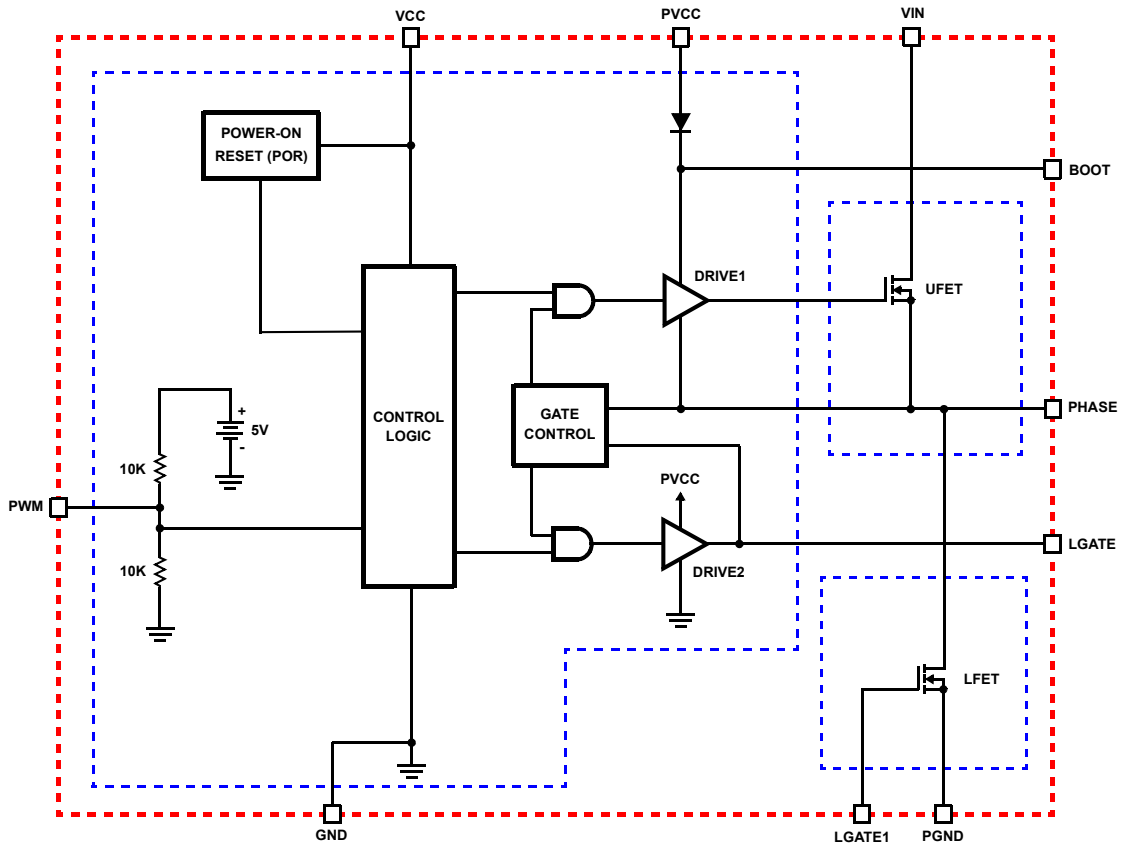 VCC
PVCC
VIN
POWER-ON
RESET (POR)
BOOT
DRIVE1
UFET
CONTROL
LOGIC
GATE
CONTROL
PHASE
+
5V
-
10K
PVCC
PWM
LGATE
10K
DRIVE2
LFET
GND
LGATE1
PGND